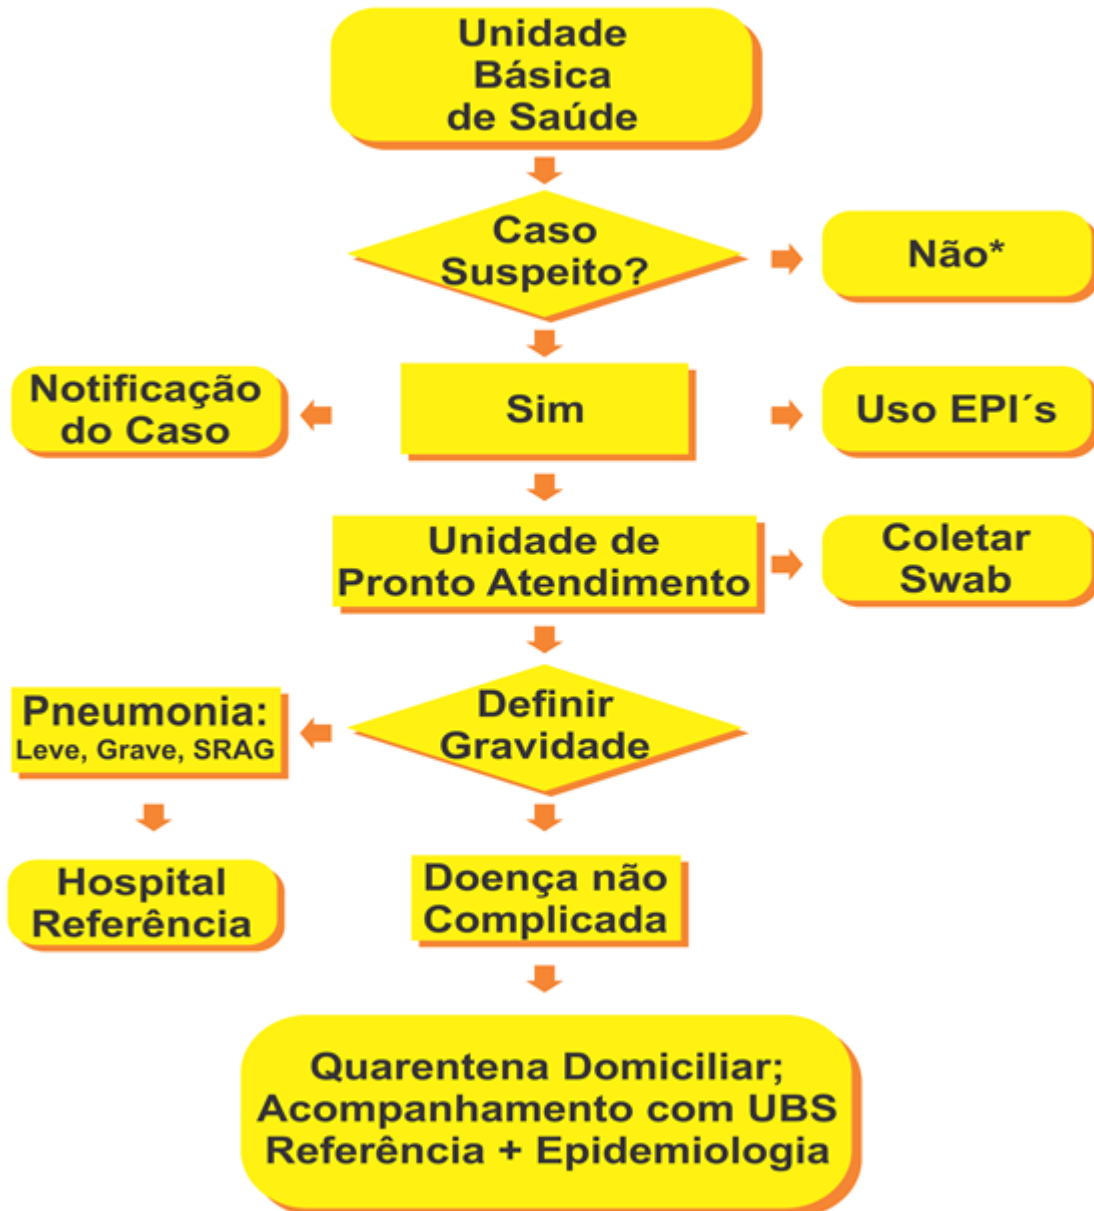 Unidade
Básica
de Saúde
Caso
Suspeito?
Não*
Notificação
do Caso
Sim
Uso EPI´s
Unidade de
Pronto Atendimento
Coletar
Swab
Pneumonia:
Leve, Grave, SRAG
Definir
Gravidade
Hospital
Referência
Doença não
Complicada
Quarentena Domiciliar;
Acompanhamento com UBS
Referência + Epidemiologia